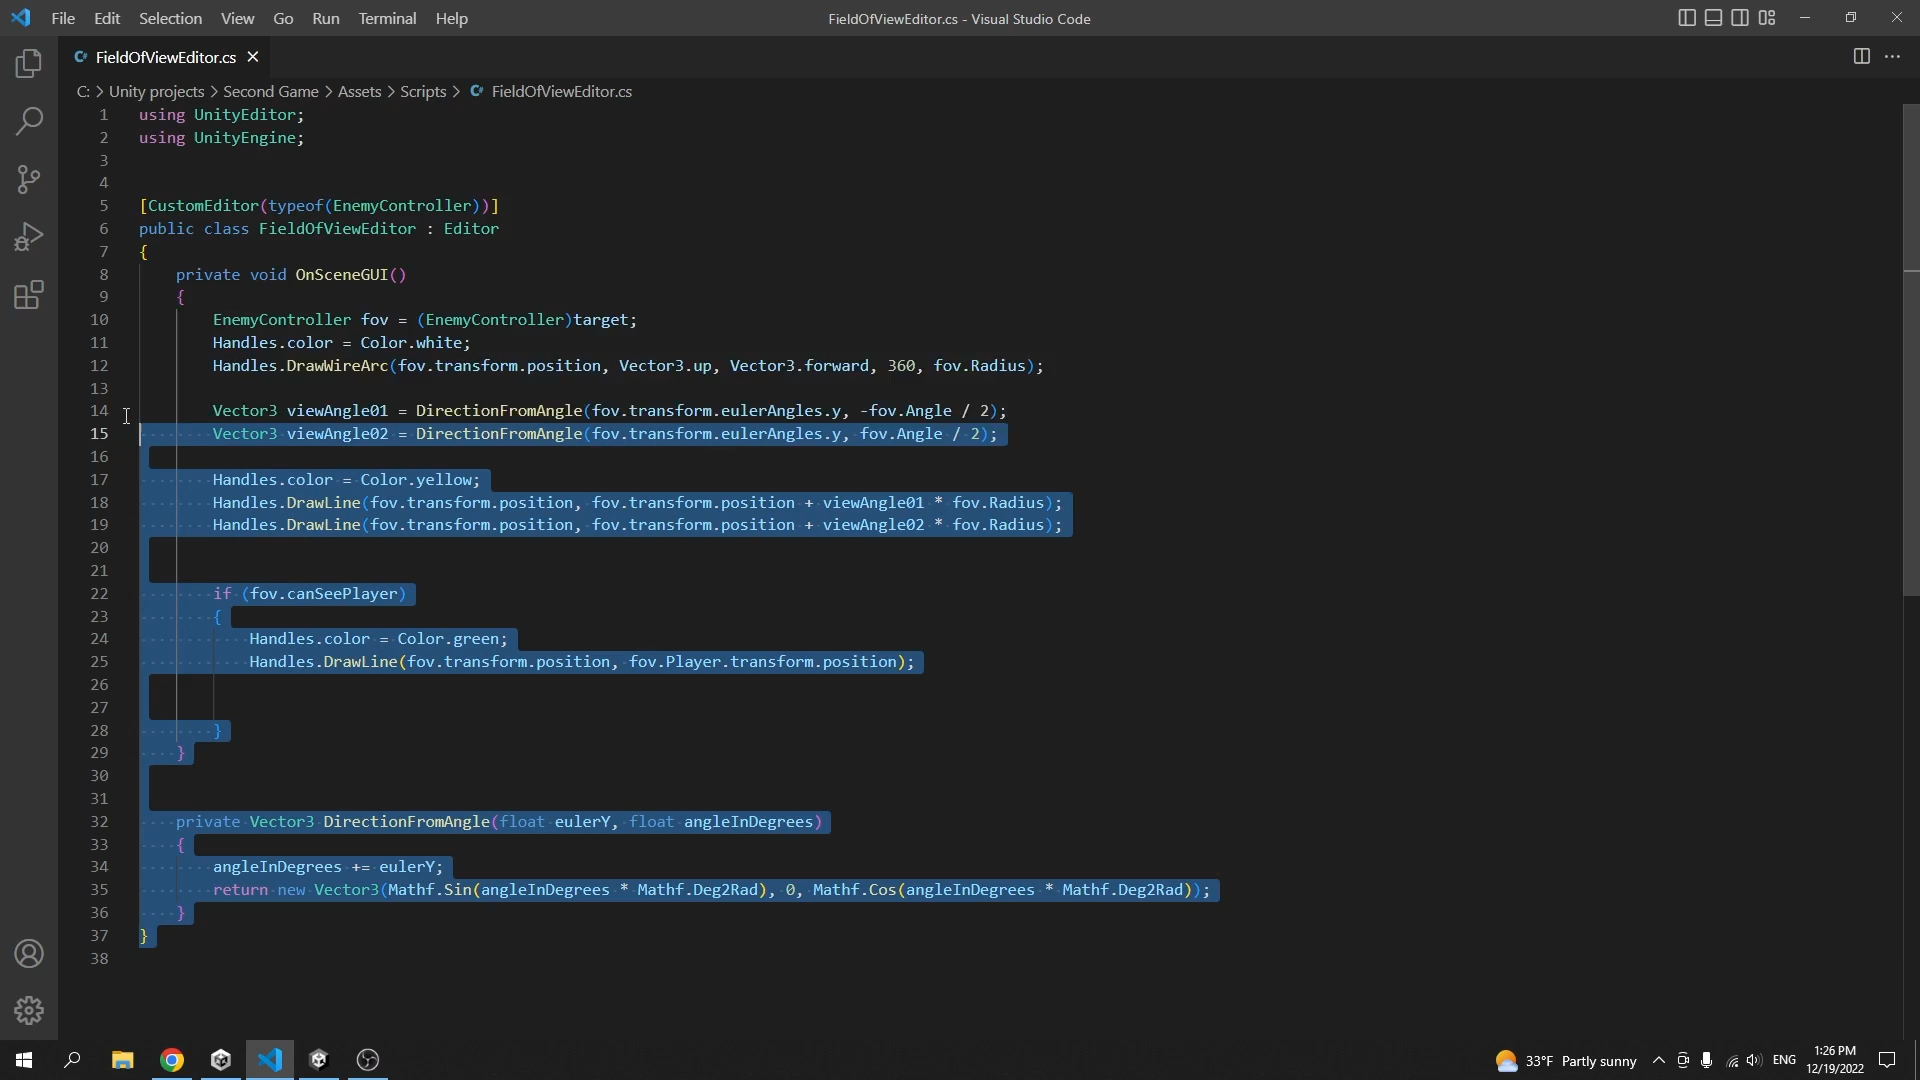 File Edit Selection View Go Run Terminal Help
FieldOfViewEditor.cs - Visual Studio Code
FieldOfViewEditor.cs
C: > Unity projects > Second Game > Assets > Scripts > FieldOfViewEditor.cs
1 using UnityEditor;
2 using UnityEngine;
3
4
5 [CustomEditor(typeof(EnemyController))]
6 public class FieldOfViewEditor : Editor
7 {
8 private void OnSceneGUI()
9 {
10 EnemyController fov = (EnemyController)target;
11 Handles.color = Color.white;
12 Handles.DrawWireArc(fov.transform.position, Vector3.up, Vector3.forward, 360, fov.Radius);
13
14 Vector3 viewAngle01 = DirectionFromAngle(fov.transform.eulerAngles.y, -fov.Angle / 2);
15 Vector3 viewAngle02 = DirectionFromAngle(fov.transform.eulerAngles.y, fov.Angle / 2);
16
17 Handles.color = Color.yellow;
18 Handles.DrawLine(fov.transform.position, fov.transform.position + viewAngle01 * fov.Radius);
19 Handles.DrawLine(fov.transform.position, fov.transform.position + viewAngle02 * fov.Radius);
20
21
22 if (fov.canSeePlayer)
23 {
24 Handles.color = Color.green;
25 Handles.DrawLine(fov.transform.position, fov.Player.transform.position);
26
27
28 }
29 }
30
31
32 private Vector3 DirectionFromAngle(float eulerY, float angleInDegrees)
33 {
34 angleInDegrees += eulerY;
35 return new Vector3(Mathf.Sin(angleInDegrees * Mathf.Deg2Rad), 0, Mathf.Cos(angleInDegrees * Mathf.Deg2Rad));
36 }
37 }
38
33°F Partly sunny
ENG
1:26 PM
12/19/2022